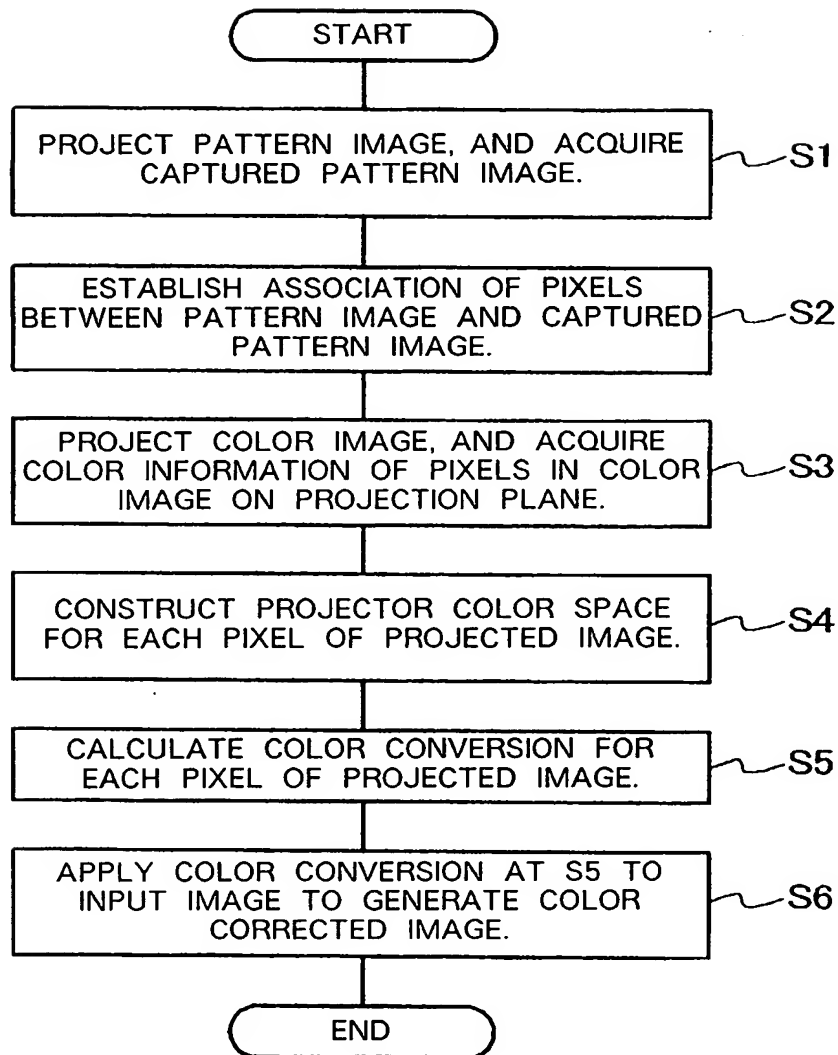 START
PROJECT PATTERN IMAGE, AND ACQUIRE
CAPTURED PATTERN IMAGE.
S1
ESTABLISH ASSOCIATION OF PIXELS
BETWEEN PATTERN IMAGE AND CAPTURED
PATTERN IMAGE.
S2
PROJECT COLOR IMAGE, AND ACQUIRE
COLOR INFORMATION OF PIXELS IN COLOR
IMAGE ON PROJECTION PLANE.
S3
CONSTRUCT PROJECTOR COLOR SPACE
FOR EACH PIXEL OF PROJECTED IMAGE.
S4
CALCULATE COLOR CONVERSION FOR
EACH PIXEL OF PROJECTED IMAGE.
S5
APPLY COLOR CONVERSION AT S5 TO
INPUT IMAGE TO GENERATE COLOR
CORRECTED IMAGE.
S6
END